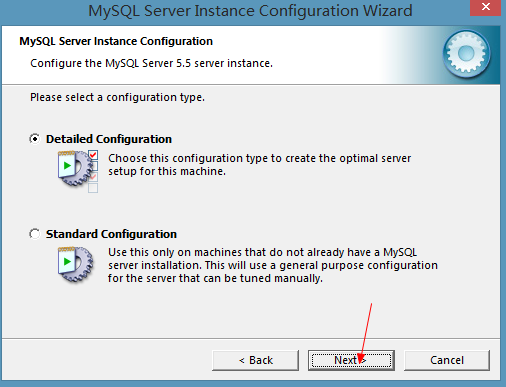 MySQL Server Instance Configuration Wizard
MySQL Server Instance Configuration
Configure the MySQL Server 5.5 server instance.
Please select a configuration type.
Detailed Configuration
Choose this configuration type to create the optimal server
setup for this machine.
Standard Configuration
Use this only on machines that do not already have a MySQL
server installation. This will use a general purpose configuration
for the server that can be tuned manually.
< Back
Next >
Cancel